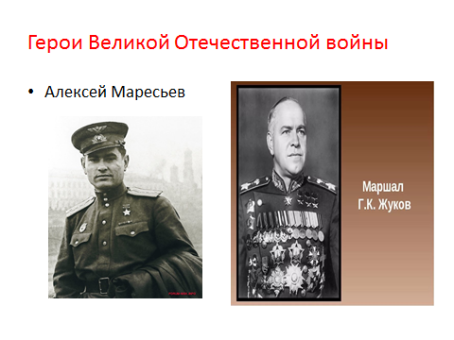 Герои Великой Отечественной войны
• Алексей Маресьев
Маршал
Г.К. Жуков